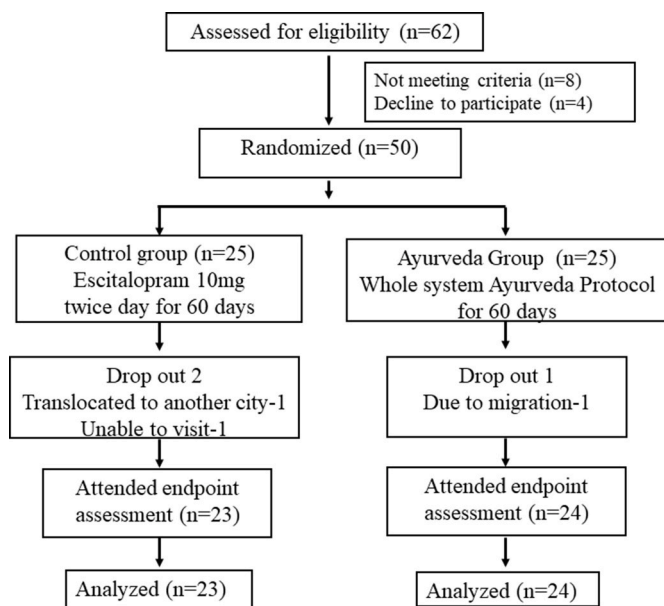 Assessed for eligibility (n=62)
Not meeting criteria (n=8)
Decline to participate (n=4)
Randomized (n=50)
Control group (n=25)
Escitalopram 10mg
twice day for 60 days
Ayurveda Group (n=25)
Whole system Ayurveda Protocol
for 60 days
Drop out 2
Translocated to another city-1
Unable to visit-1
Drop out 1
Due to migration-1
Attended endpoint
assessment (n=23)
Attended endpoint
assessment (n=24)
Analyzed (n=23)
Analyzed (n=24)